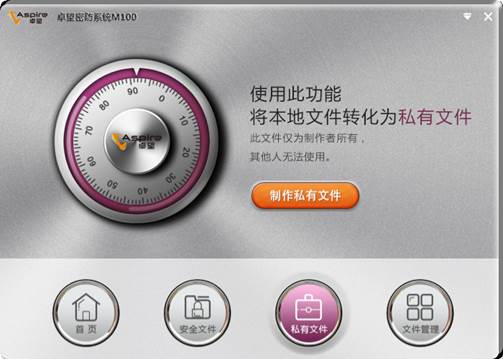 Aspire
卓望
卓望密防系统M100
90
0
10
20
30
40
50
60
70
80
Aspire
卓望
使用此功能
将本地文件转化为私有文件
此文件仅为制作者所有，
其他人无法使用。
制作私有文件
首页
安全文件
私有文件
文件管理